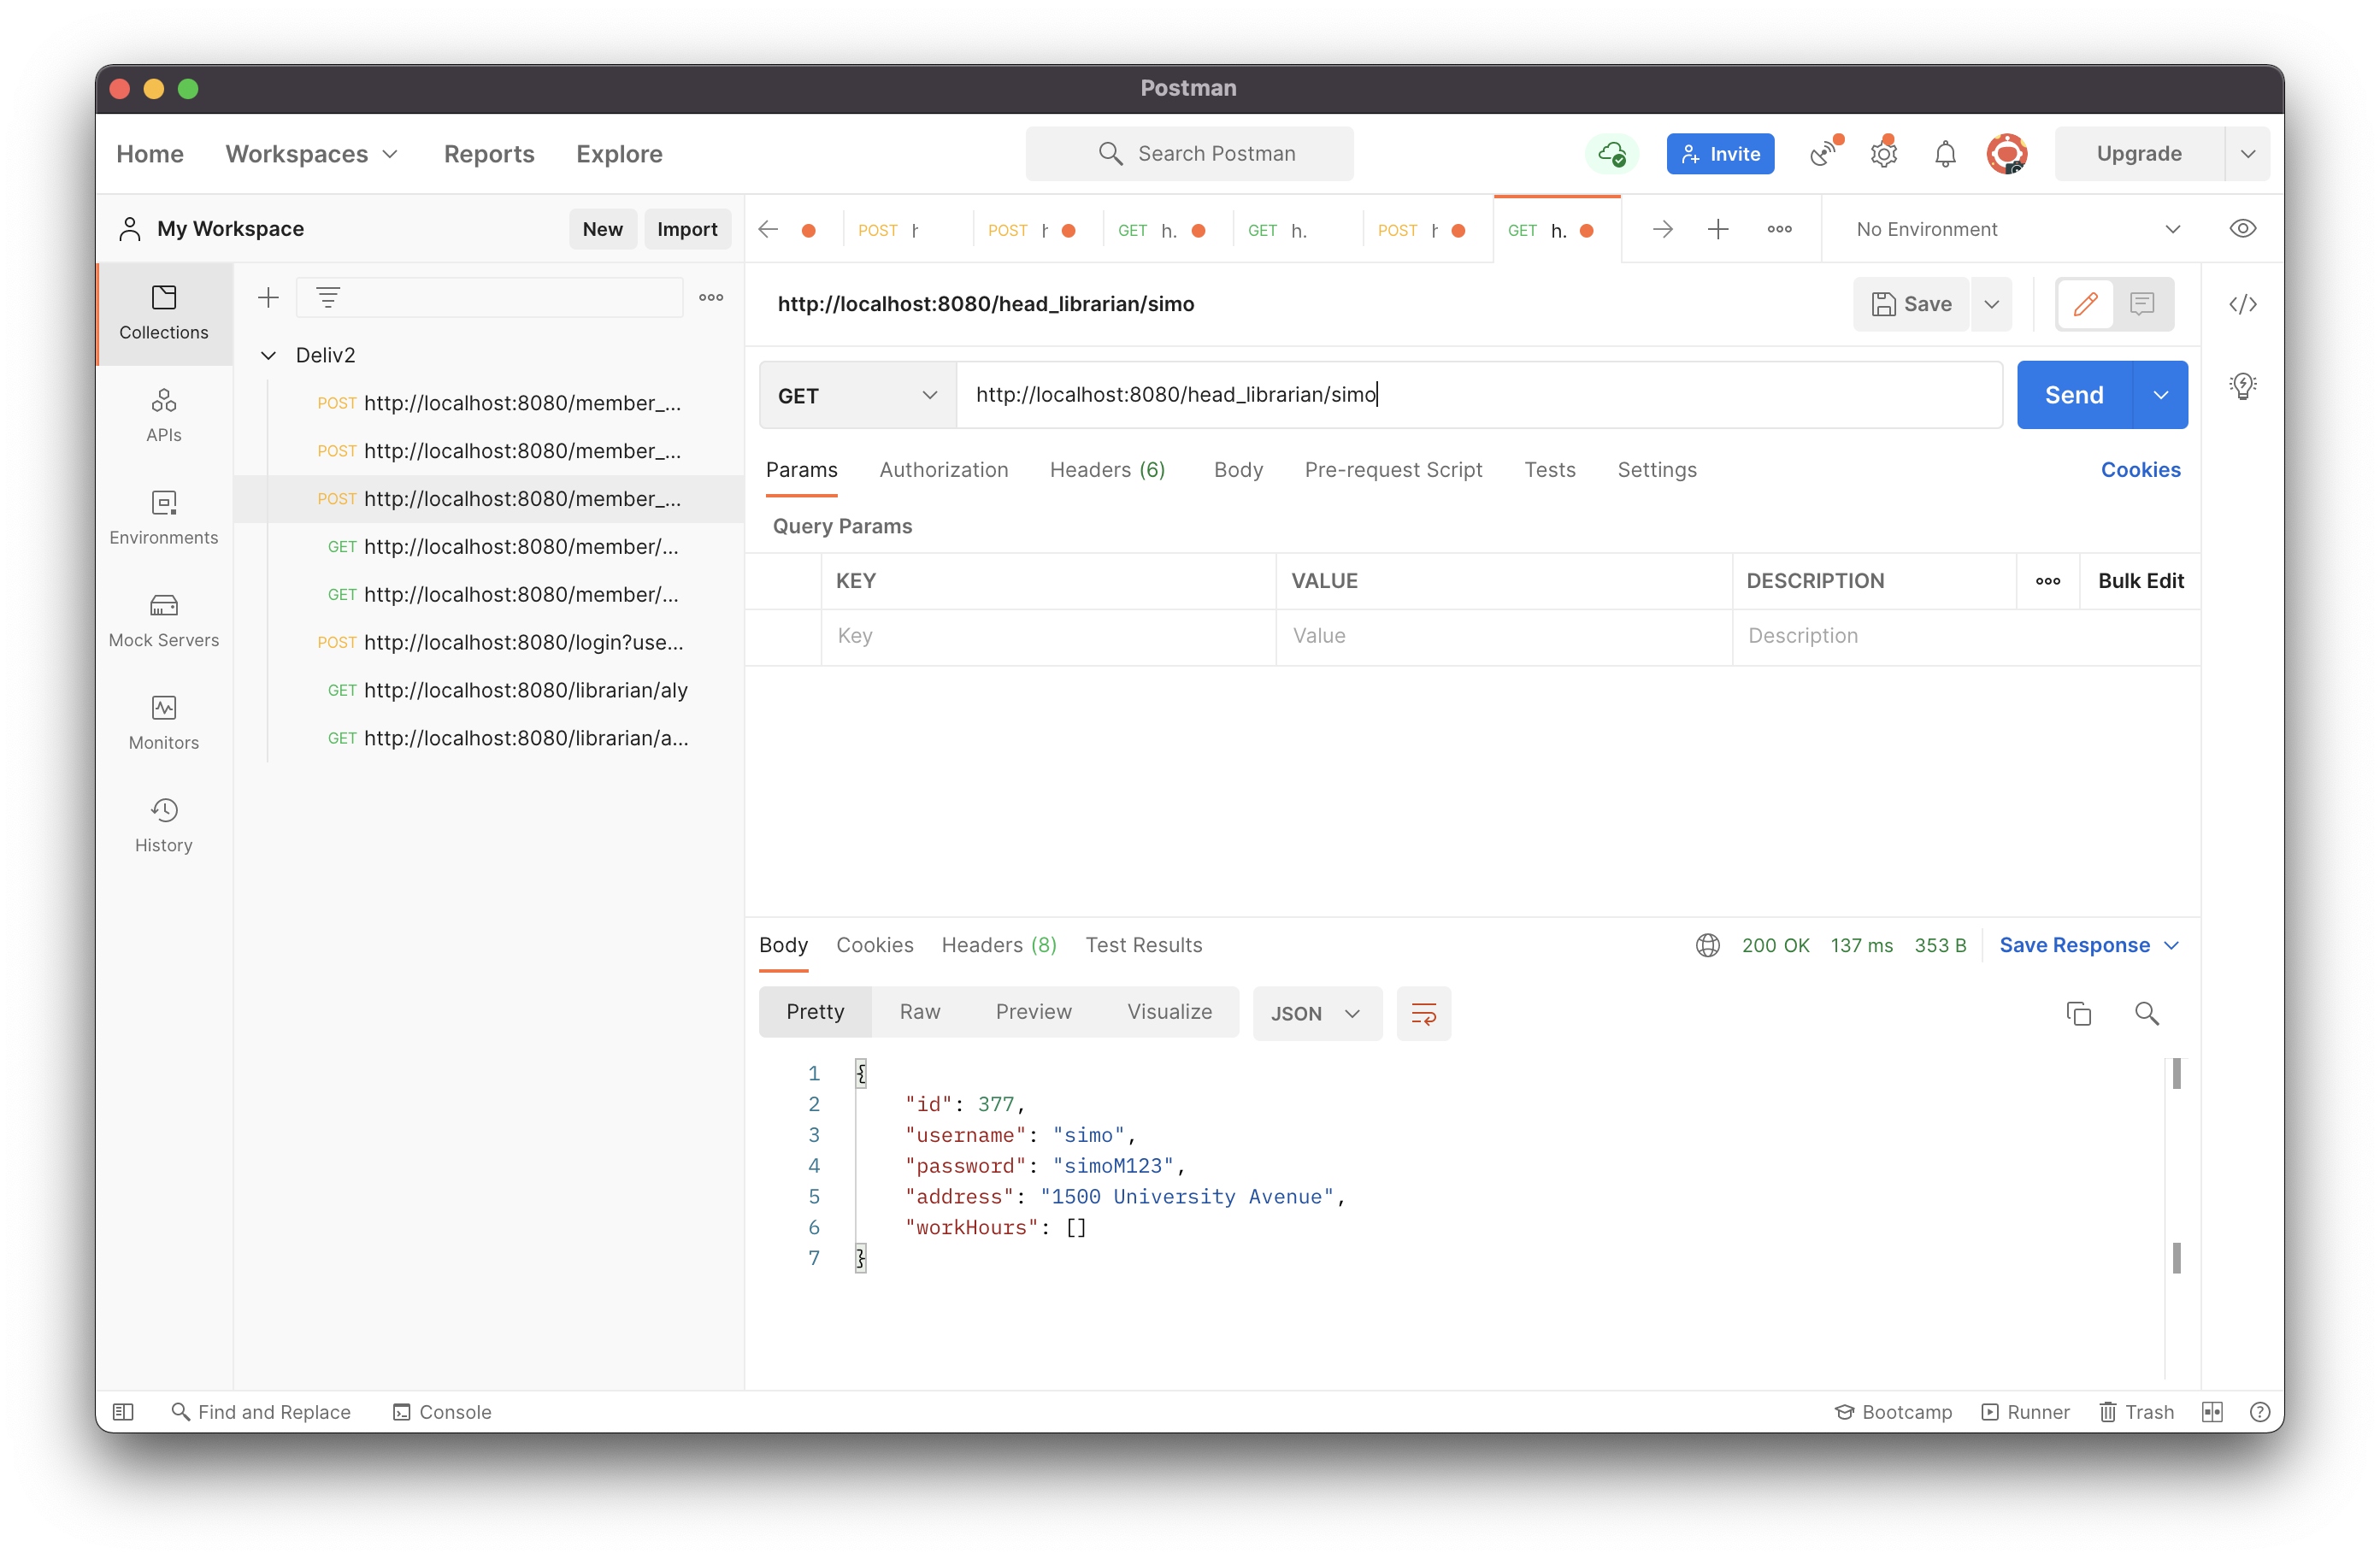 Postman
Home Workspaces Reports Explore
Search Postman
Invite
Upgrade
My Workspace
New Import
POST
POST
GET h.
GET h.
POST
GET h.
No Environment
Collections
APIs
Environments
Mock Servers
Monitors
History
Deliv2
POST http://localhost:8080/member_...
POST http://localhost:8080/member_...
POST http://localhost:8080/member_...
GET http://localhost:8080/member/...
GET http://localhost:8080/member/...
POST http://localhost:8080/login?use...
GET http://localhost:8080/librarian/aly
GET http://localhost:8080/librarian/a...
http://localhost:8080/head_librarian/simo
Save
GET http://localhost:8080/head_librarian/simo
Send
Params Authorization Headers (6) Body Pre-request Script Tests Settings Cookies
Query Params
KEY VALUE DESCRIPTION Bulk Edit
Key Value Description
Body Cookies Headers (8) Test Results
200 OK 137 ms 353 B Save Response
Pretty Raw Preview Visualize JSON
1 {
2 "id": 377,
3 "username": "simo",
4 "password": "simoM123",
5 "address": "1500 University Avenue",
6 "workHours": []
7 }
Find and Replace Console
Bootcamp Runner Trash